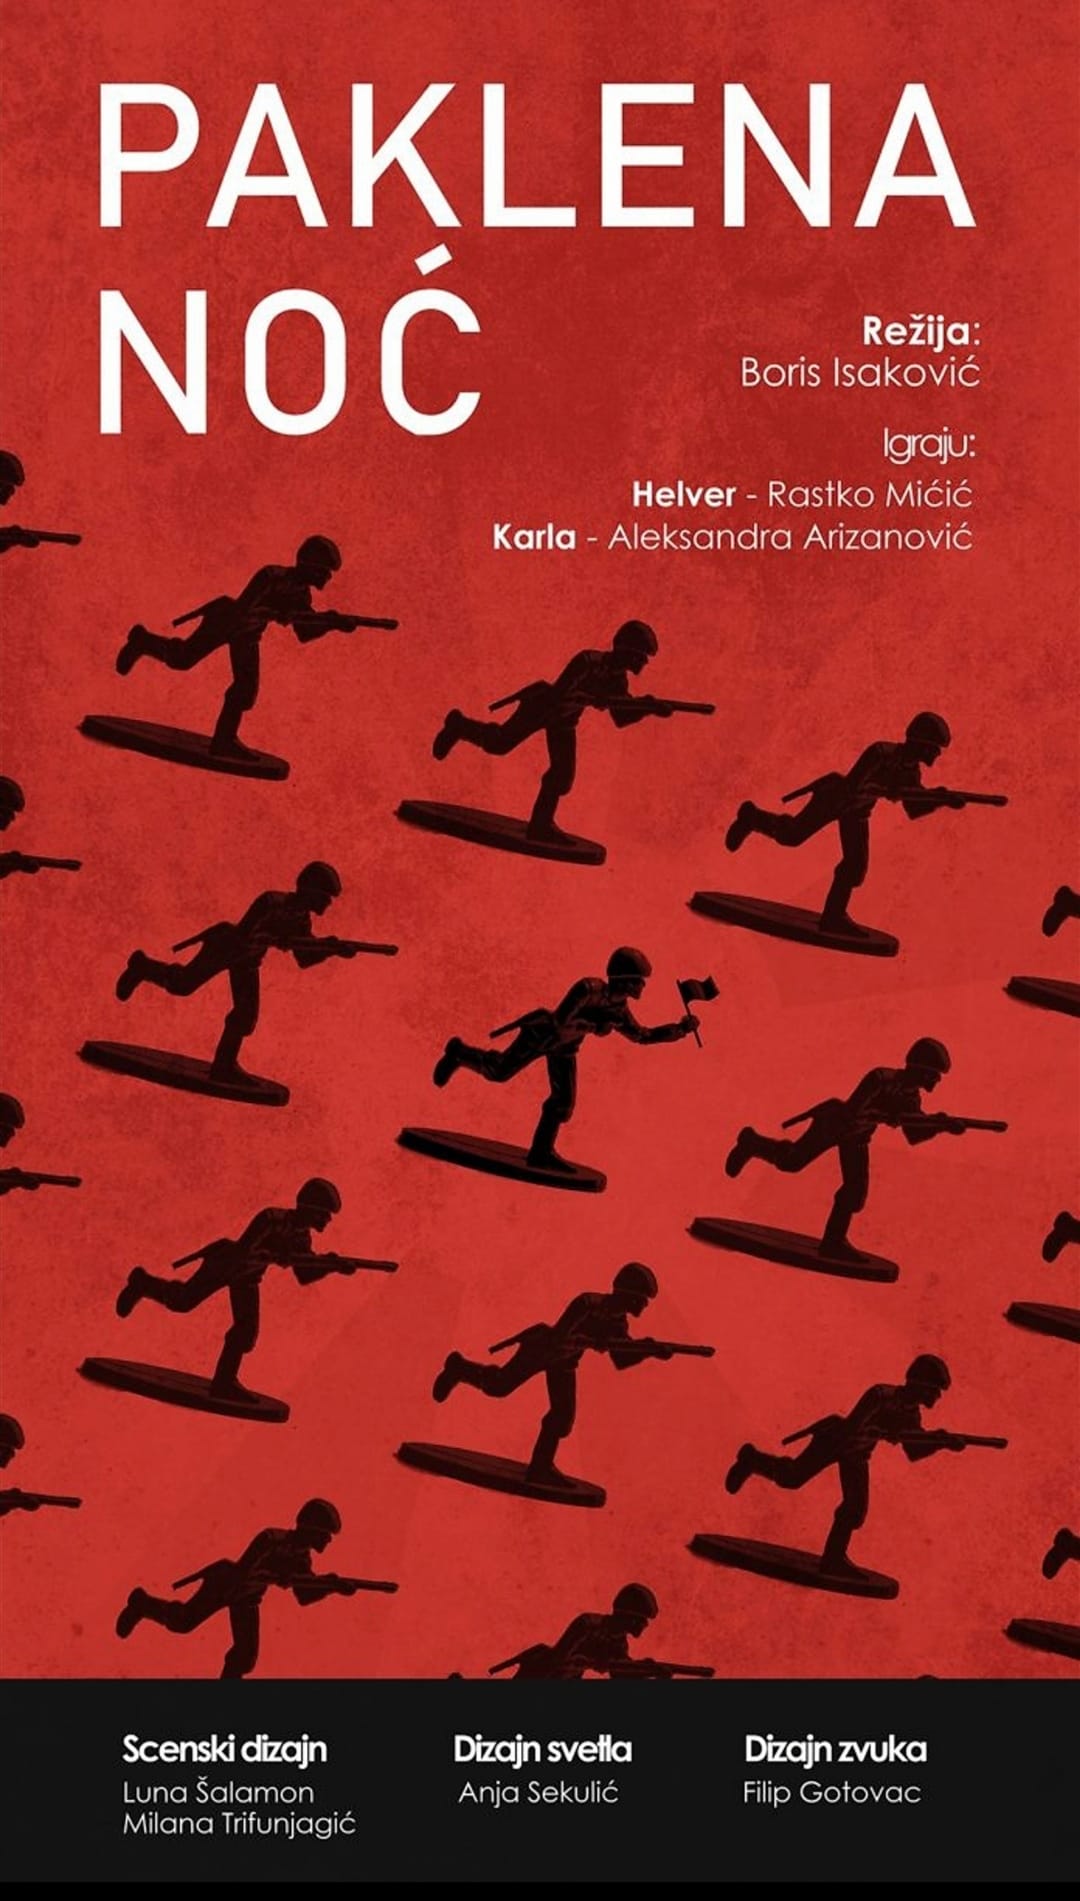 PAKLENA
NOĆ
Režija:
Boris Isaković
Igraju:
Helver - Rastko Mićić
Karla - Aleksandra Arizanović
Scenski dizajn
Luna Šalamon
Milana Trifunjagić
Dizajn svetla
Anja Sekulić
Dizajn zvuka
Filip Gotovac